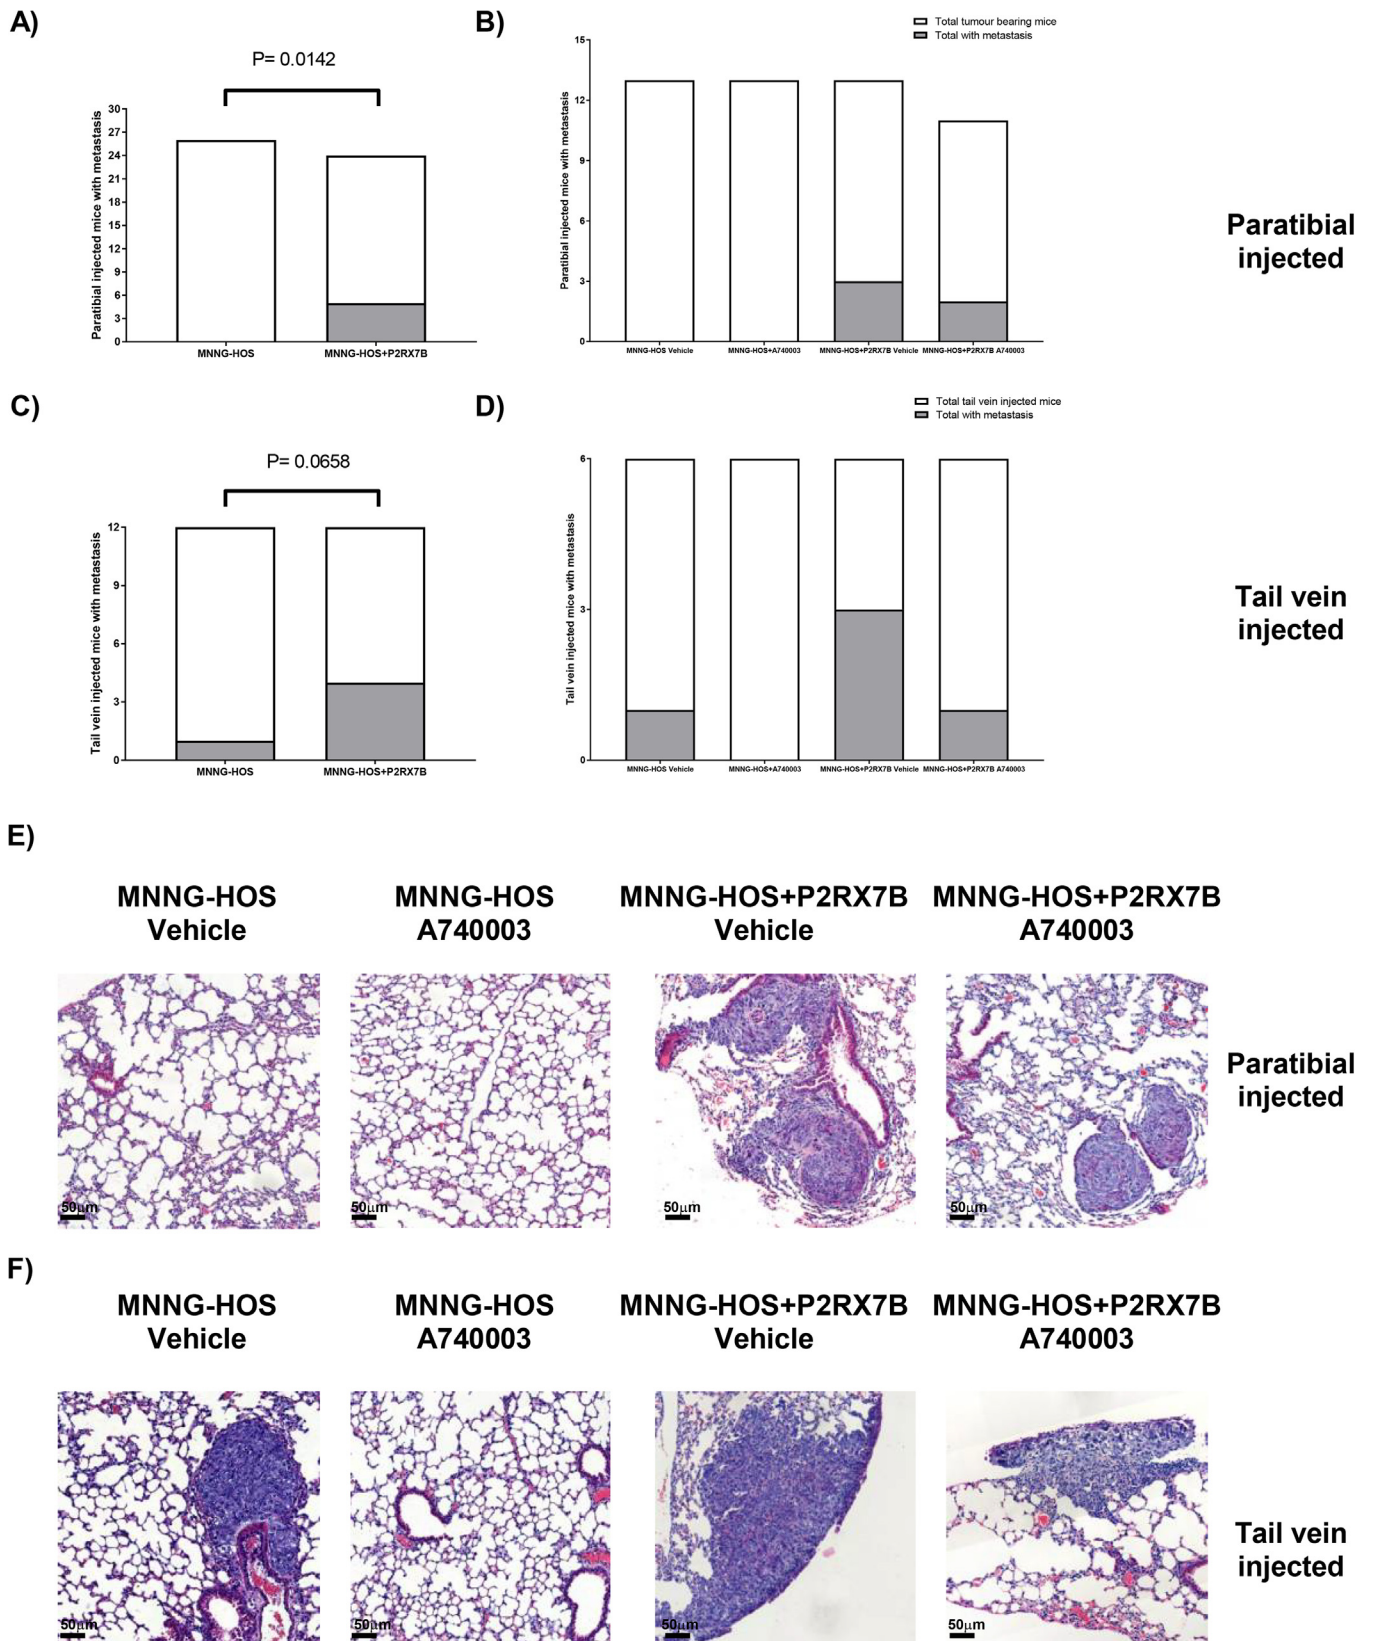 A)
P= 0.0142
Paratibial injected mice with metastasis
30
27
24
21
18
15
12
9
6
3
0
MNNG-HOS
MNNG-HOS+P2RX7B
B)
Total tumour bearing mice
Total with metastasis
Paratibial injected mice with metastasis
15
12
9
6
3
0
MNNG-HOS Vehicle
MNNG-HOS+A740003
MNNG-HOS+P2RX7B Vehicle
MNNG-HOS+P2RX7B A740003
Paratibial
injected
C)
P= 0.0658
Tail vein injected mice with metastasis
12
9
6
3
0
MNNG-HOS
MNNG-HOS+P2RX7B
D)
Total tail vein injected mice
Total with metastasis
Tail vein injected mice with metastasis
6
3
0
MNNG-HOS Vehicle
MNNG-HOS+A740003
MNNG-HOS+P2RX7B Vehicle
MNNG-HOS+P2RX7B A740003
Tail vein
injected
E)
MNNG-HOS
Vehicle
MNNG-HOS
A740003
MNNG-HOS+P2RX7B
Vehicle
MNNG-HOS+P2RX7B
A740003
50μm
50μm
50μm
50μm
Paratibial
injected
F)
MNNG-HOS
Vehicle
MNNG-HOS
A740003
MNNG-HOS+P2RX7B
Vehicle
MNNG-HOS+P2RX7B
A740003
50μm
50μm
50μm
50μm
Tail vein
injected